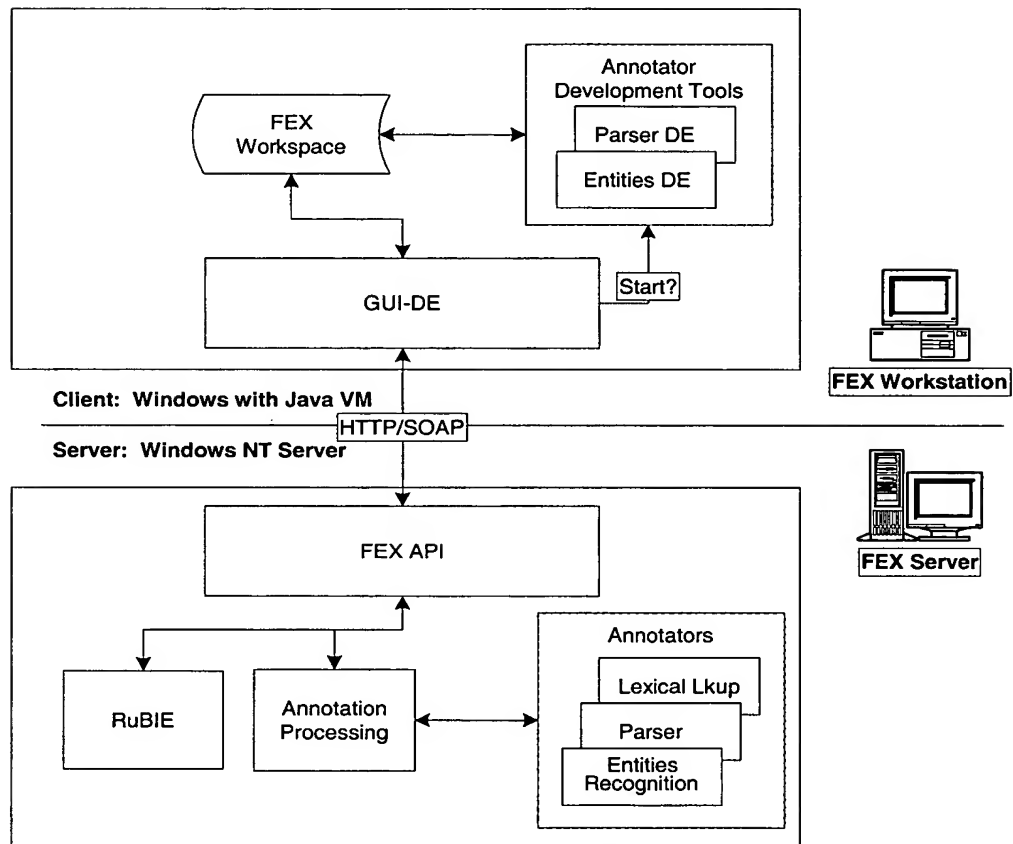 Annotator
Development Tools
FEX
Workspace
Parser DE
Entities DE
GUI-DE
Start?
FEX Workstation
Client: Windows with Java VM
HTTP/SOAP
Server: Windows NT Server
FEX API
FEX Server
Annotators
Lexical Lkup
RuBIE
Annotation
Processing
Parser
Entities
Recognition